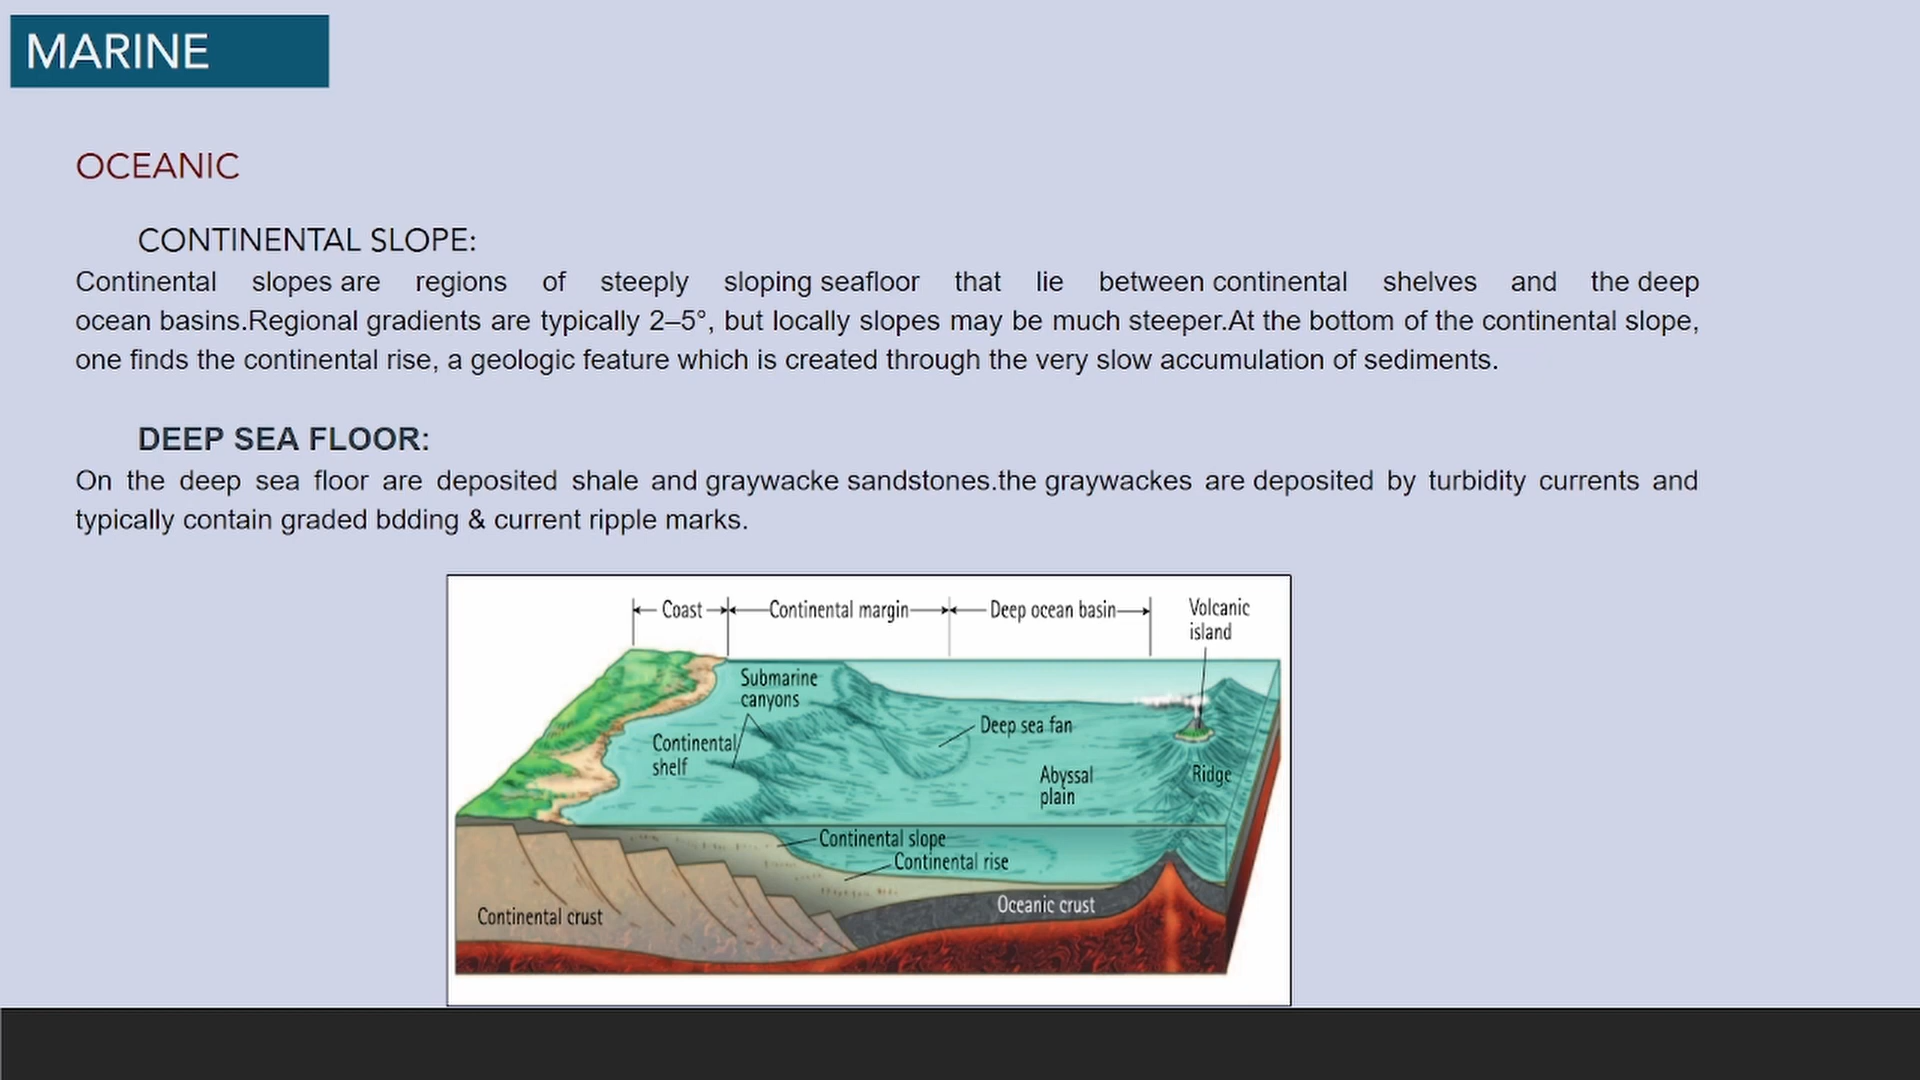 MARINE
OCEANIC
CONTINENTAL SLOPE:
Continental slopes are regions of steeply sloping seafloor that lie between continental shelves and the deep
ocean basins.Regional gradients are typically 2–5°, but locally slopes may be much steeper.At the bottom of the continental slope,
one finds the continental rise, a geologic feature which is created through the very slow accumulation of sediments.
DEEP SEA FLOOR:
On the deep sea floor are deposited shale and graywacke sandstones.the graywackes are deposited by turbidity currents and
typically contain graded bdding & current ripple marks.
Coast
Continental margin
Deep ocean basin
Volcanic
island
Submarine
canyons
Deep sea fan
Continental
shelf
Abyssal
plain
Ridge
Continental slope
Continental rise
Oceanic crust
Continental crust